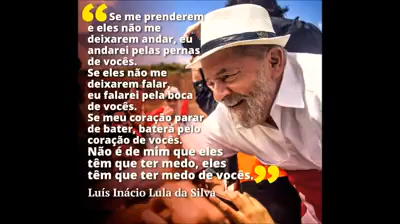 “Se me prenderem
e eles não me
deixarem andar, eu
andarei pelas pernas
de vocês.
Se eles não me
deixarem falar,
eu falarei pela boca
de vocês.
Se meu coração parar
de bater, baterá pelo
coração de vocês.
Não é de mim que eles
têm que ter medo, eles
têm que ter medo de vocês.”
Luís Inácio Lula da Silva